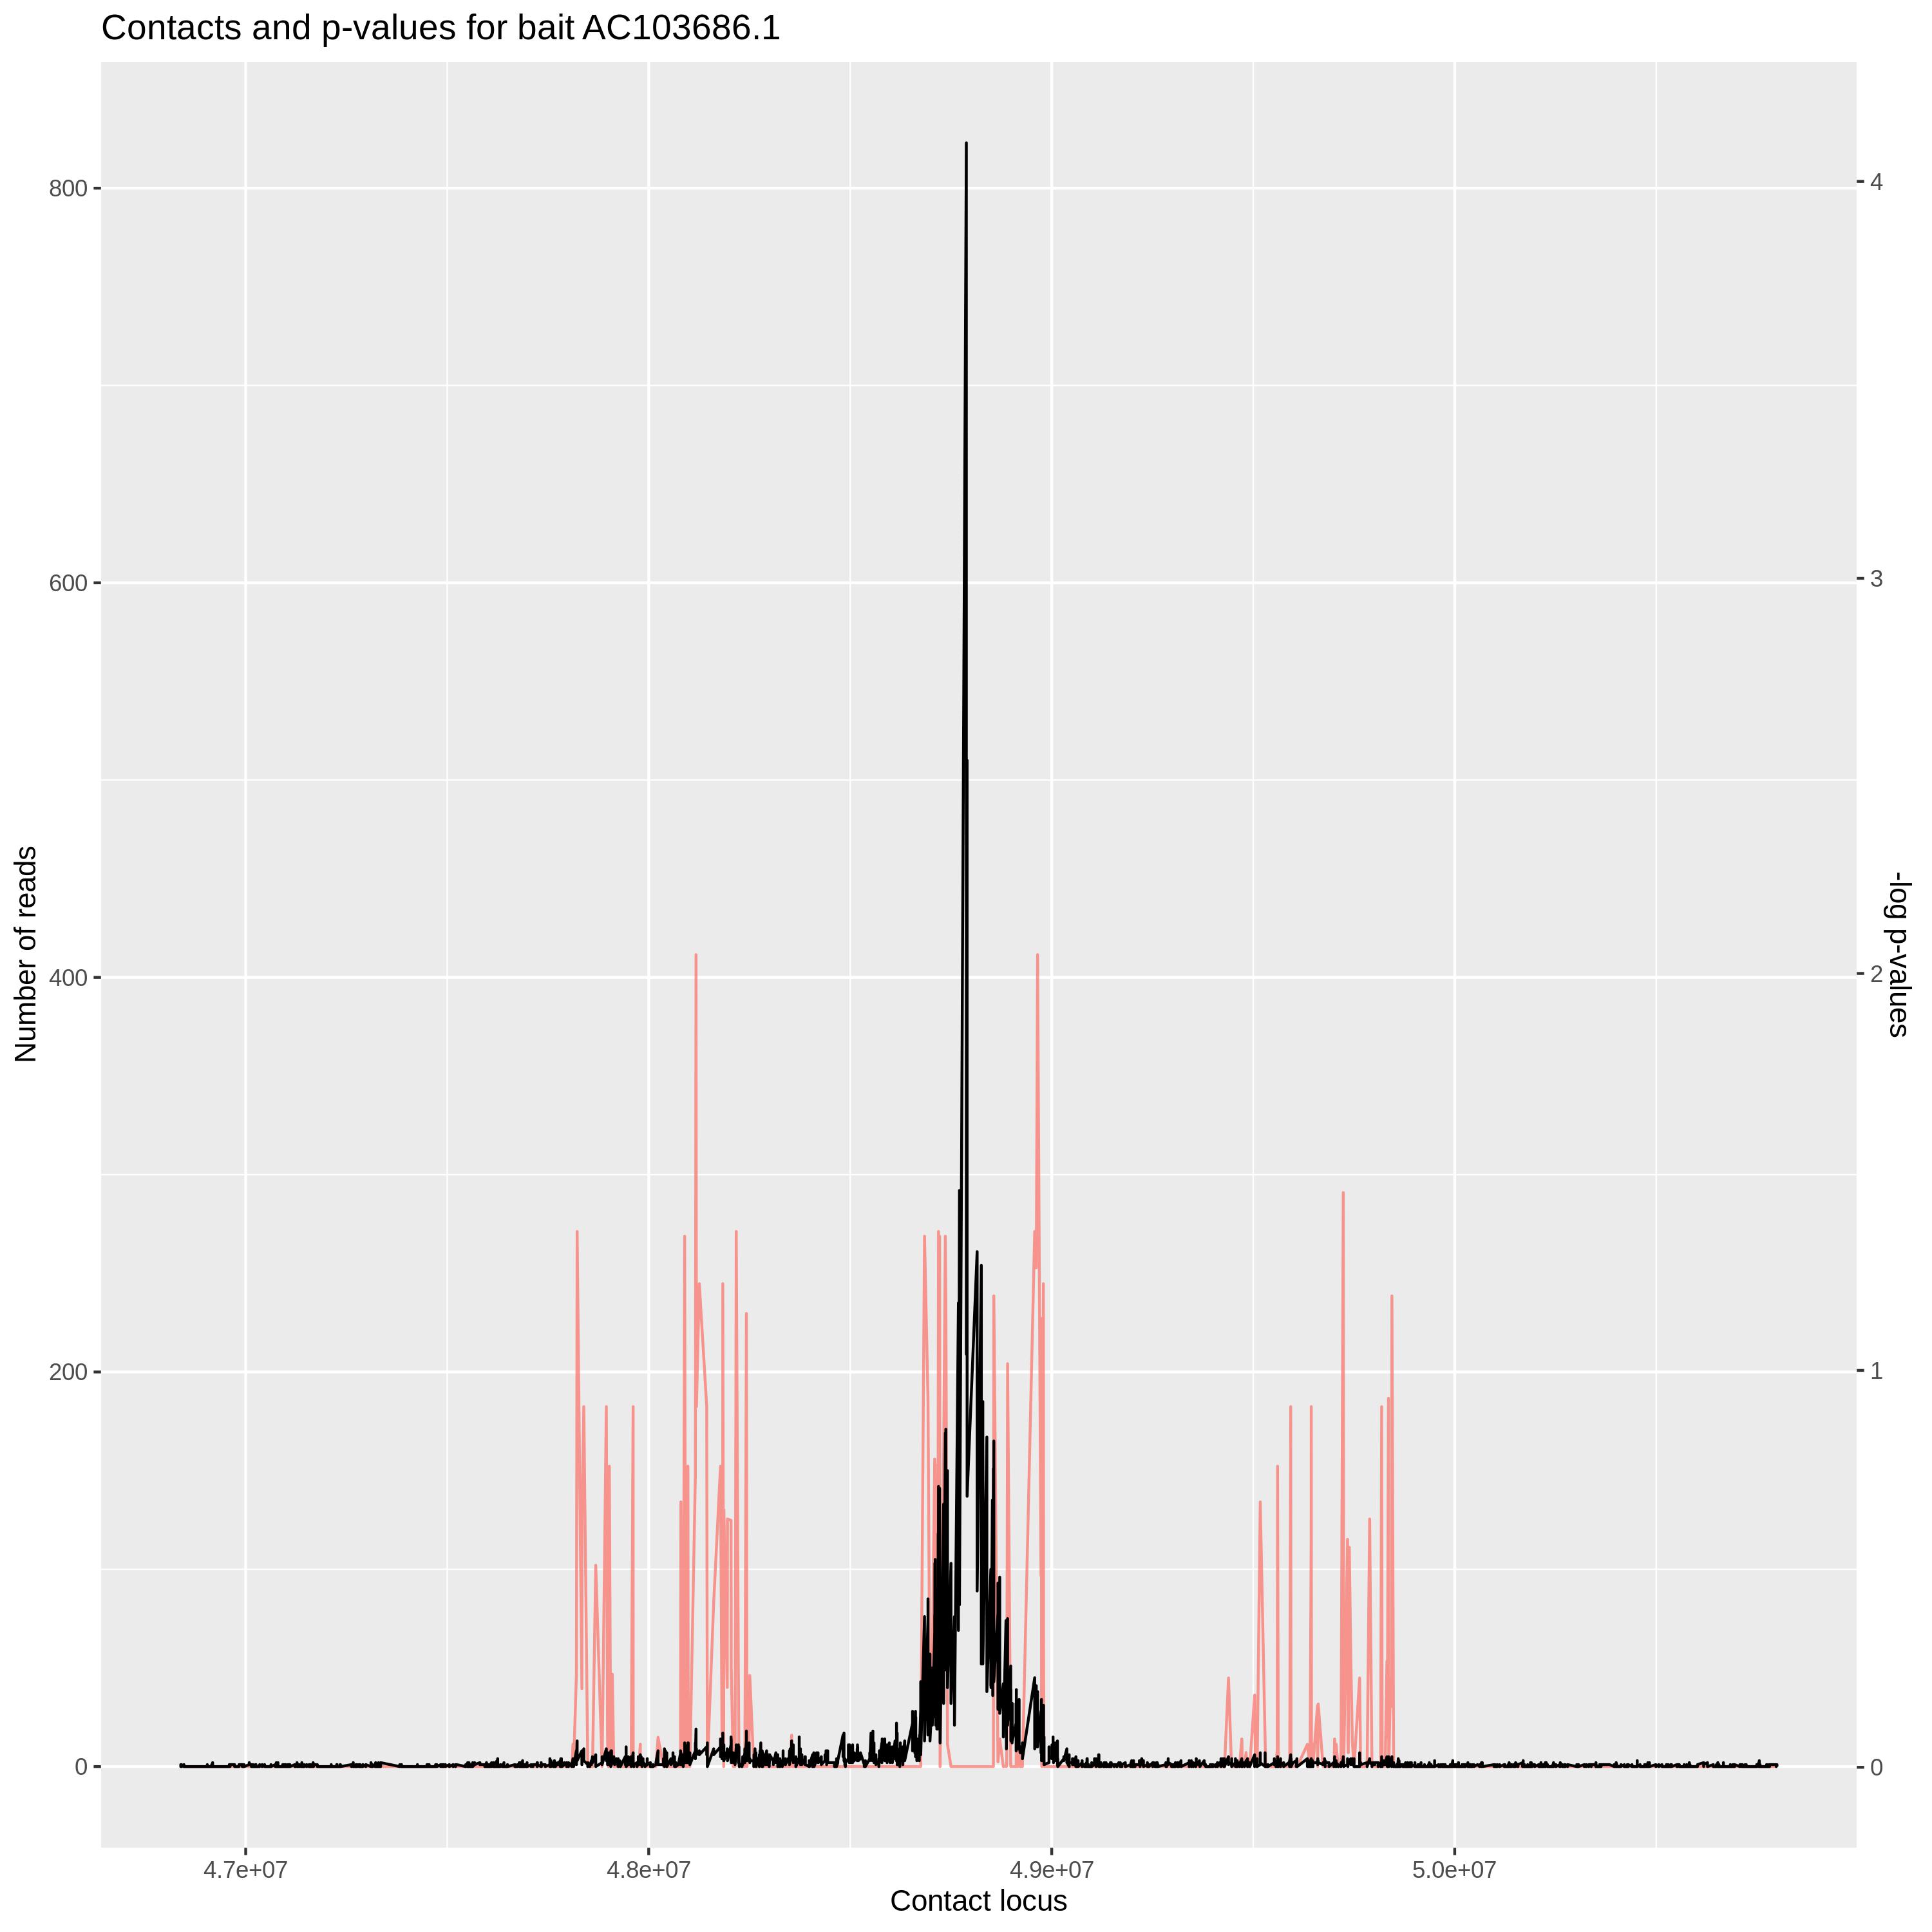 Contacts and p-values for bait AC103686.1
800
600
400
200
0
Number of reads
4
3
2
1
0
-log p-values
4.7e+07
4.8e+07
4.9e+07
5.0e+07
Contact locus